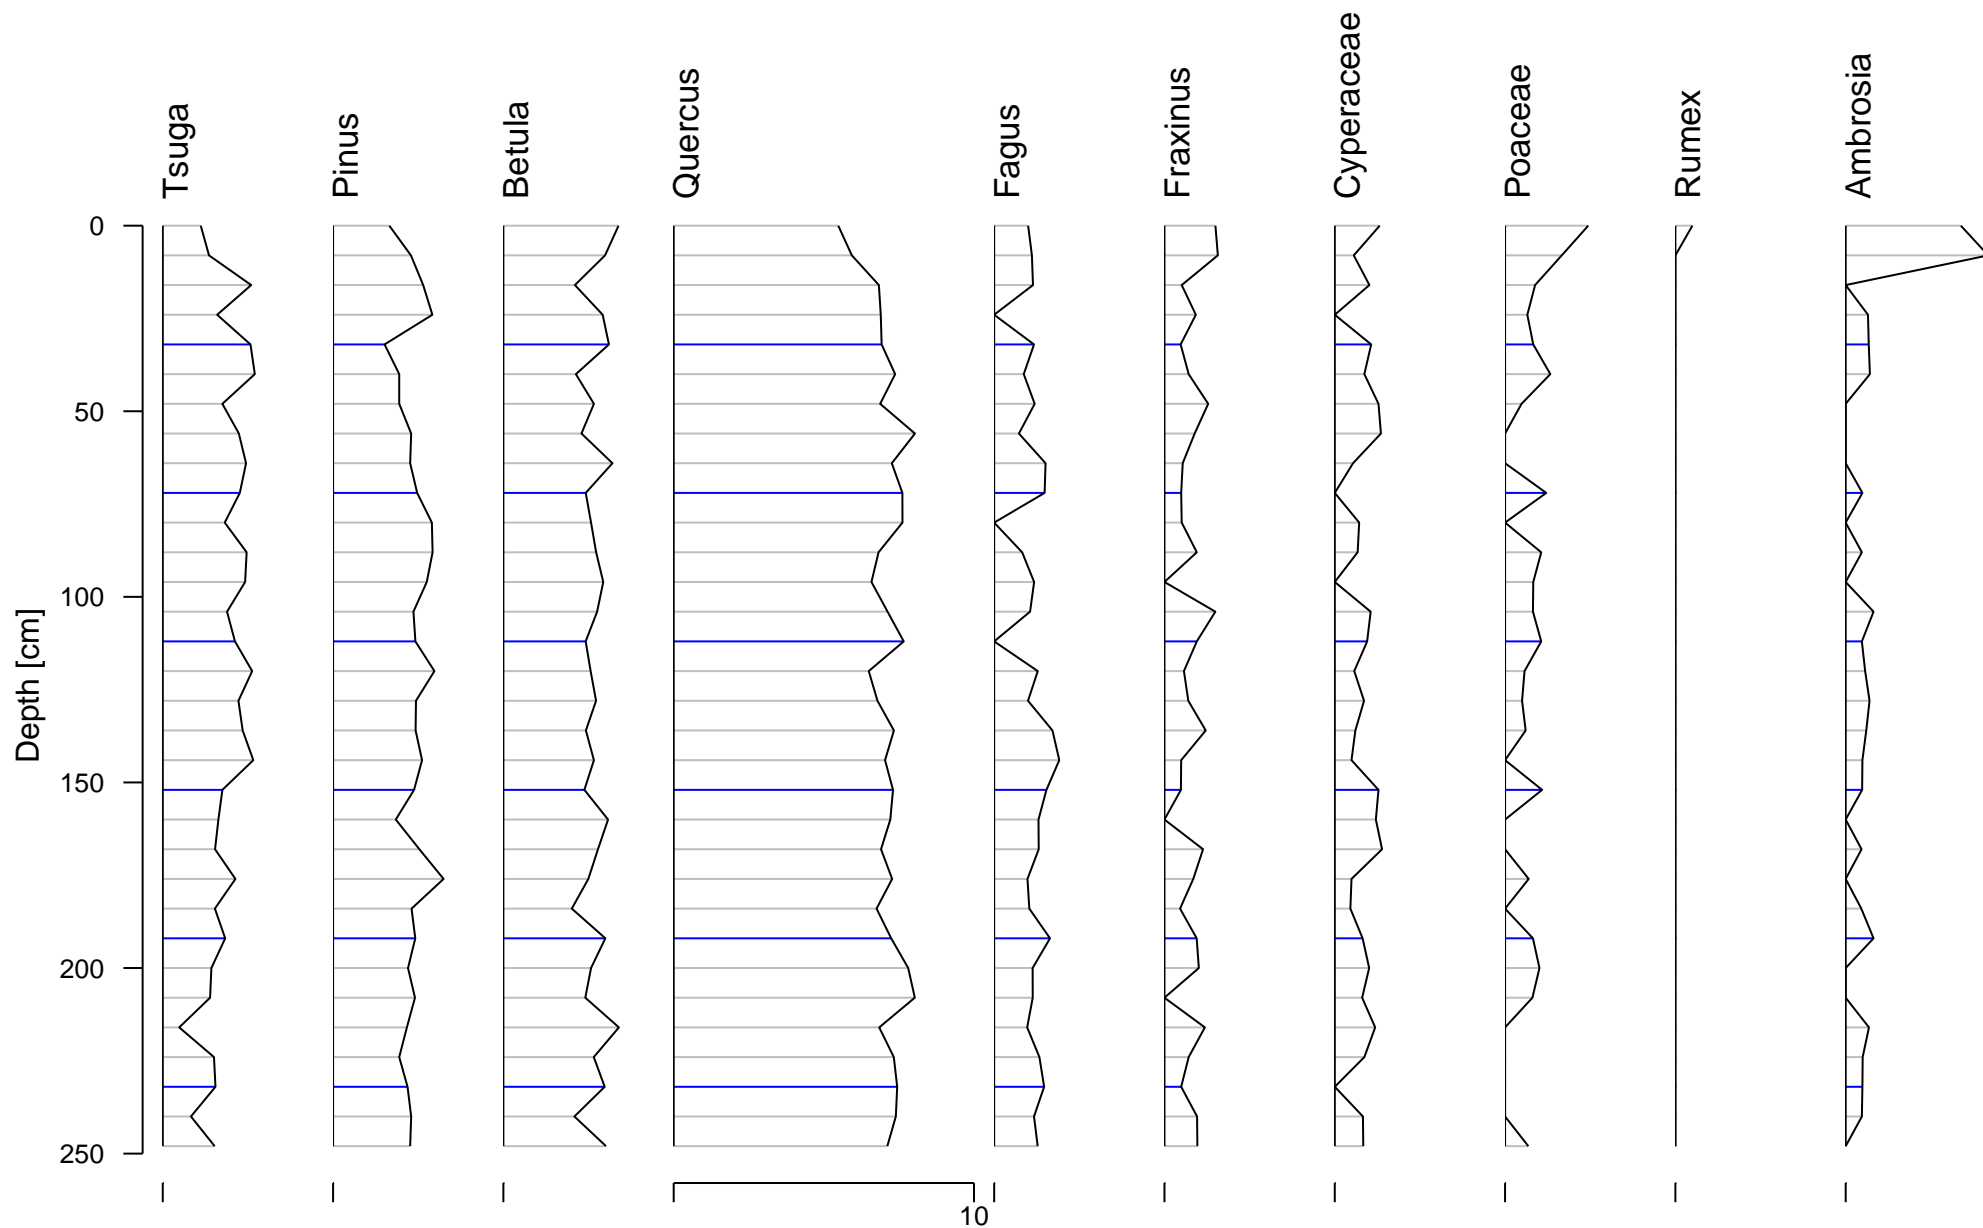 Tsuga
Pinus
Betula
Quercus
Fagus
Fraxinus
Cyperaceae
Poaceae
Rumex
Ambrosia
Depth [cm]
0
50
100
150
200
250
10